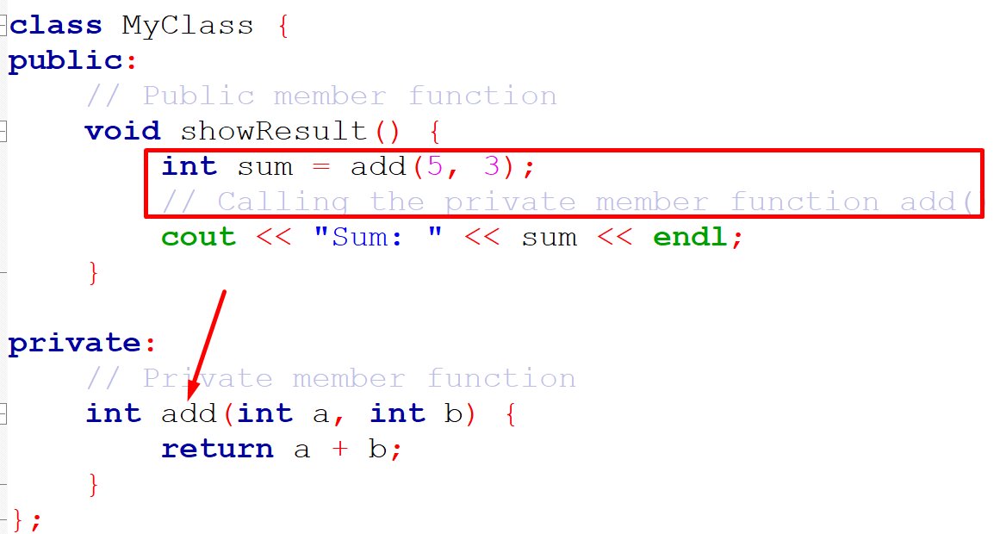 class MyClass {
public:
    // Public member function
    void showResult() {
        int sum = add(5, 3);
        // Calling the private member function add(
        cout << "Sum: " << sum << endl;
    }
private:
    // Private member function
    int add(int a, int b) {
        return a + b;
    }
};